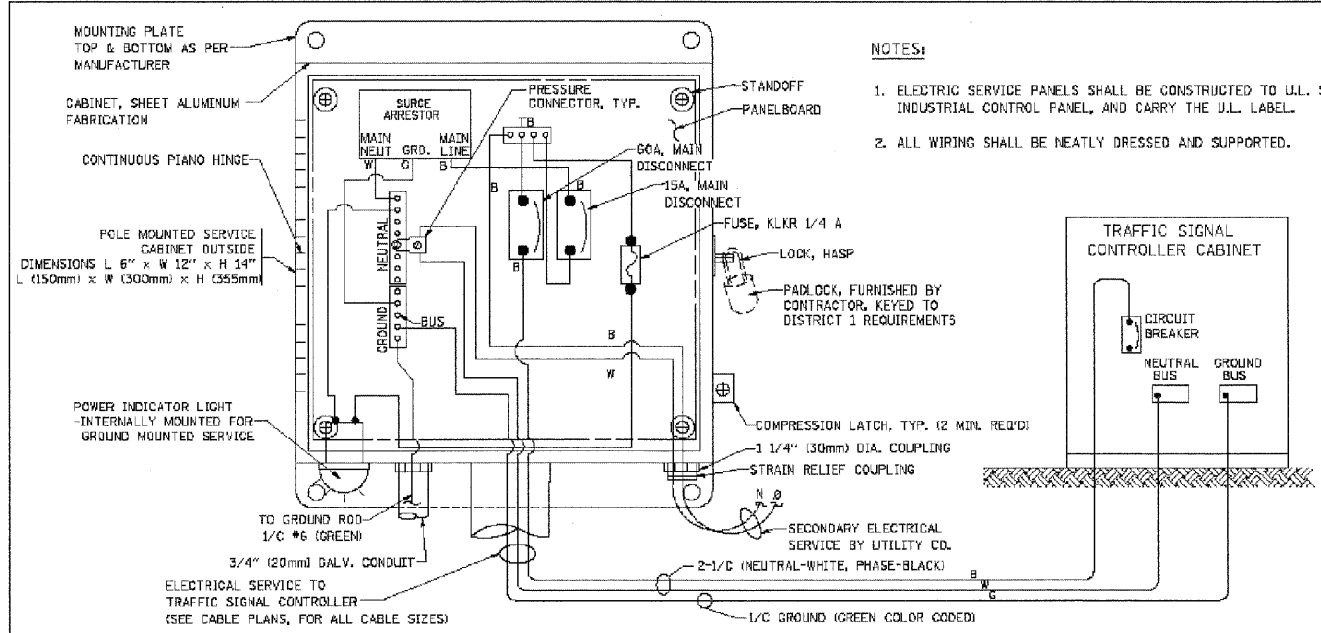 MOUNTING PLATE
TOP & BOTTOM AS PER
MANUFACTURER
CABINET, SHEET ALUMINUM
FABRICATION
CONTINUOUS PIANO HINGE
POLE MOUNTED SERVICE
CABINET OUTSIDE
DIMENSIONS L 6" x W 12" x H 14"
L (150mm) x W (300mm) x H (355mm)
POWER INDICATOR LIGHT
-INTERNALLY MOUNTED FOR
GROUND MOUNTED SERVICE
TO GROUND ROD
1/C #6 (GREEN)
3/4" (20mm) GALV. CONDUIT
ELECTRICAL SERVICE TO
TRAFFIC SIGNAL CONTROLLER
(SEE CABLE PLANS, FOR ALL CABLE SIZES)
SURGE
ARRESTOR
MAIN
NEUT
GRD.
MAIN
LINE
W
G
B
PRESSURE
CONNECTOR, TYP.
TB
STANDOFF
PANELBOARD
60A, MAIN
DISCONNECT
15A, MAIN
DISCONNECT
B
B
B
FUSE, KLKR 1/4 A
LOCK, HASP
PADLOCK, FURNISHED BY
CONTRACTOR, KEYED TO
DISTRICT 1 REQUIREMENTS
NEUTRAL
GROUND
BUS
B
W
COMPRESSION LATCH, TYP. (2 MIN. REQ'D)
1 1/4" (30mm) DIA. COUPLING
STRAIN RELIEF COUPLING
N Ø
SECONDARY ELECTRICAL
SERVICE BY UTILITY CO.
2-1/C (NEUTRAL-WHITE, PHASE-BLACK)
B
W
G
1/C GROUND (GREEN COLOR CODED)
NOTES:
1. ELECTRIC SERVICE PANELS SHALL BE CONSTRUCTED TO U.L. S
INDUSTRIAL CONTROL PANEL, AND CARRY THE U.L. LABEL.
2. ALL WIRING SHALL BE NEATLY DRESSED AND SUPPORTED.
TRAFFIC SIGNAL
CONTROLLER CABINET
CIRCUIT
BREAKER
NEUTRAL
BUS
GROUND
BUS